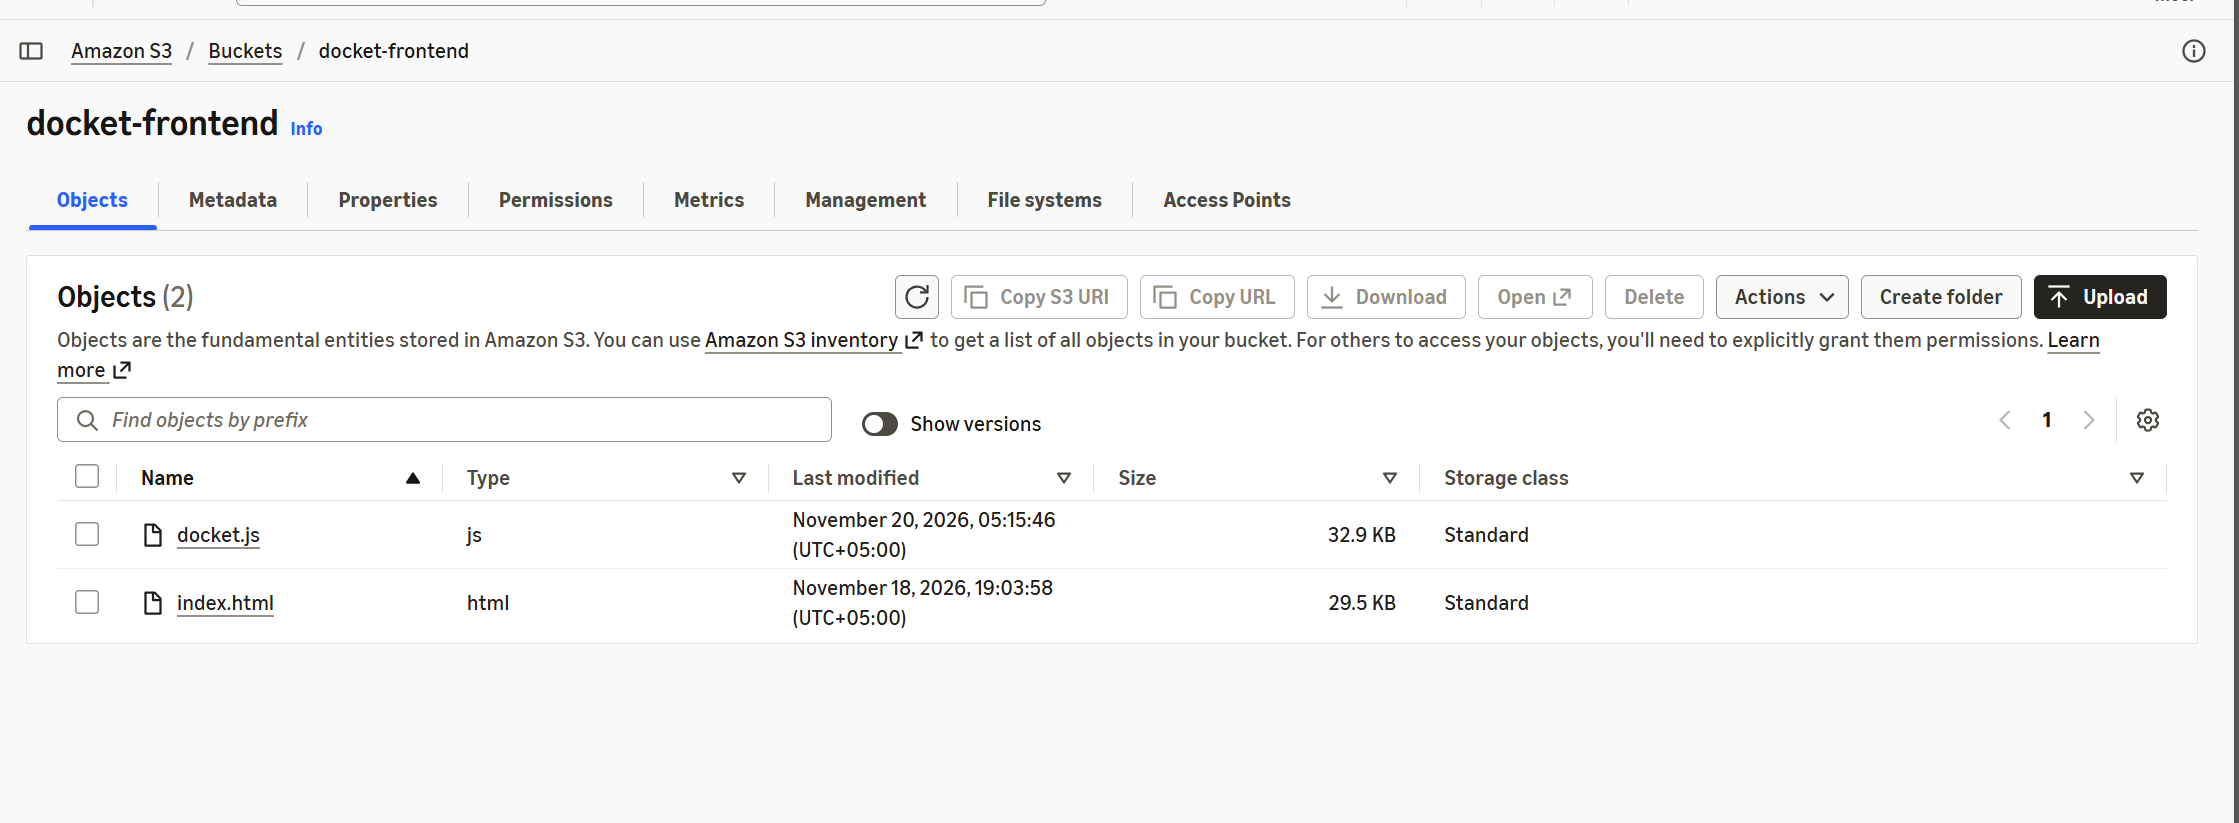 Amazon S3 / Buckets / docket-frontend
docket-frontend Info
Objects Metadata Properties Permissions Metrics Management File systems Access Points
Objects (2) Copy S3 URI Copy URL Download Open Delete Actions Create folder Upload
Objects are the fundamental entities stored in Amazon S3. You can use Amazon S3 inventory to get a list of all objects in your bucket. For others to access your objects, you'll need to explicitly grant them permissions. Learn
more
Find objects by prefix Show versions 1
Name Type Last modified Size Storage class
docket.js js November 20, 2026, 05:15:46 32.9 KB Standard
(UTC+05:00)
index.html html November 18, 2026, 19:03:58 29.5 KB Standard
(UTC+05:00)